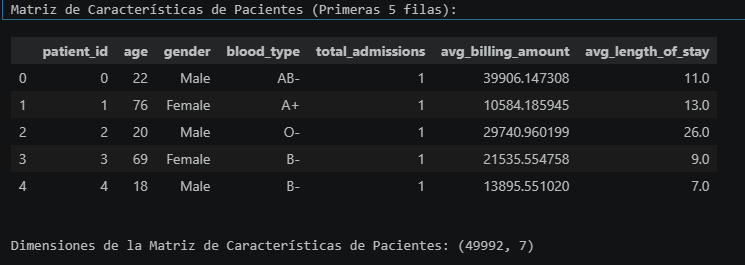 Matriz de Características de Pacientes (Primeras 5 filas):
patient_id age gender blood_type total_admissions avg_billing_amount avg_length_of_stay
0 0 22 Male AB- 1 39906.147308 11.0
1 1 76 Female A+ 1 10584.185945 13.0
2 2 20 Male O- 1 29740.960199 26.0
3 3 69 Female B- 1 21535.554758 9.0
4 4 18 Male B- 1 13895.551020 7.0
Dimensiones de la Matriz de Características de Pacientes: (49992, 7)